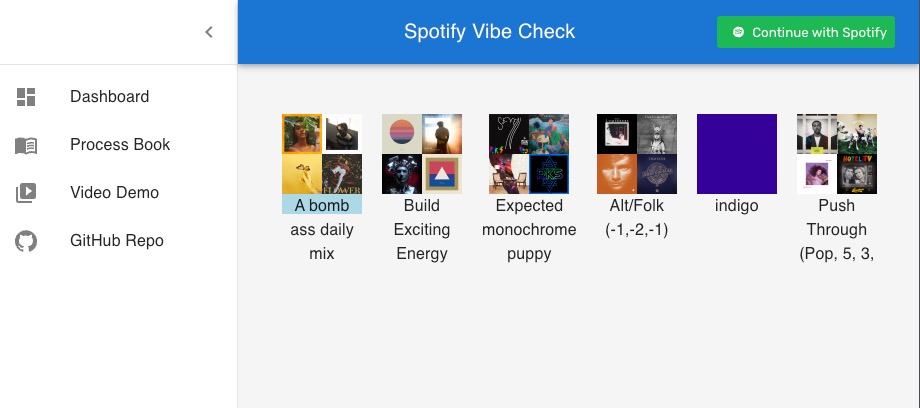 Spotify Vibe Check
Continue with Spotify
Dashboard
Process Book
Video Demo
GitHub Repo
A bomb
ass daily
mix
Build
Exciting
Energy
Expected
monochrome
puppy
Alt/Folk
(-1,-2,-1)
indigo
Push
Through
(Pop, 5, 3,
FLOWER
HOTEL TV